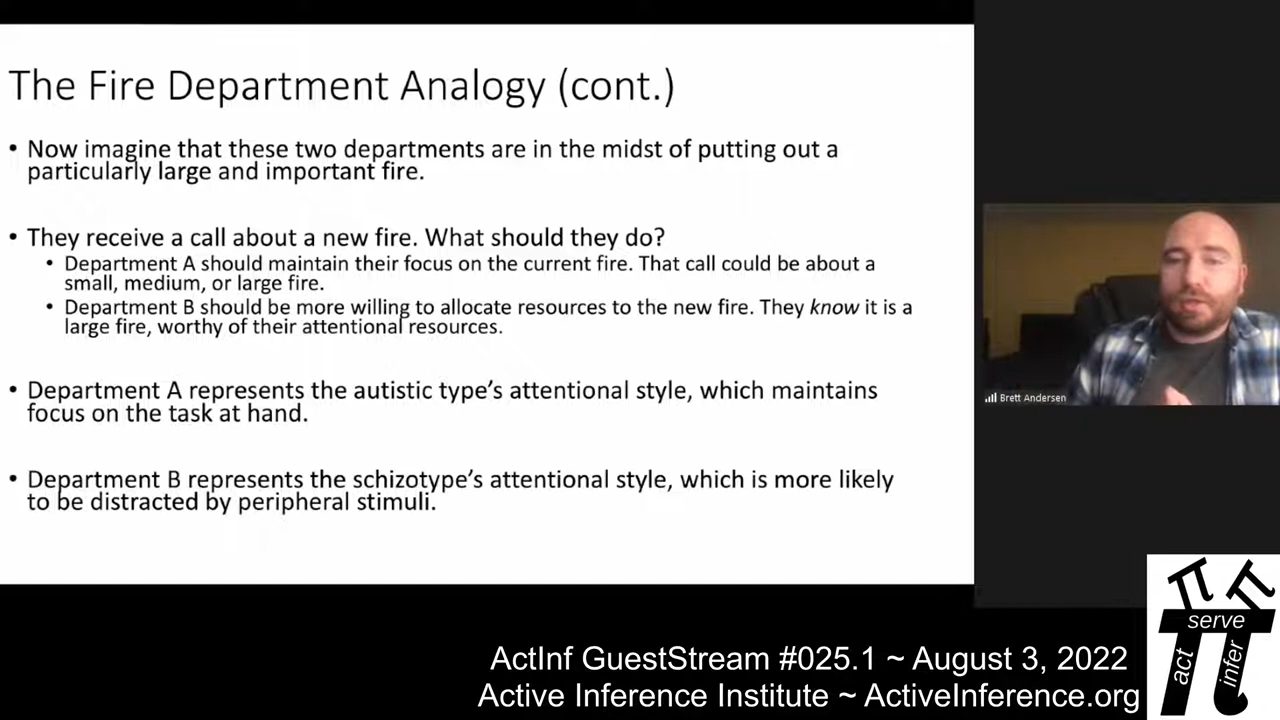 The Fire Department Analogy (cont.)
• Now imagine that these two departments are in the midst of putting out a
particularly large and important fire.
• They receive a call about a new fire. What should they do?
• Department A should maintain their focus on the current fire. That call could be about a
small, medium, or large fire.
• Department B should be more willing to allocate resources to the new fire. They know it is a
large fire, worthy of their attentional resources.
• Department A represents the autistic type's attentional style, which maintains
focus on the task at hand.
• Department B represents the schizotype's attentional style, which is more likely
to be distracted by peripheral stimuli.
Brett Andersen
ActInf GuestStream #025.1 ~ August 3, 2022
Active Inference Institute ~ ActiveInference.org
π π
serve
act
infer